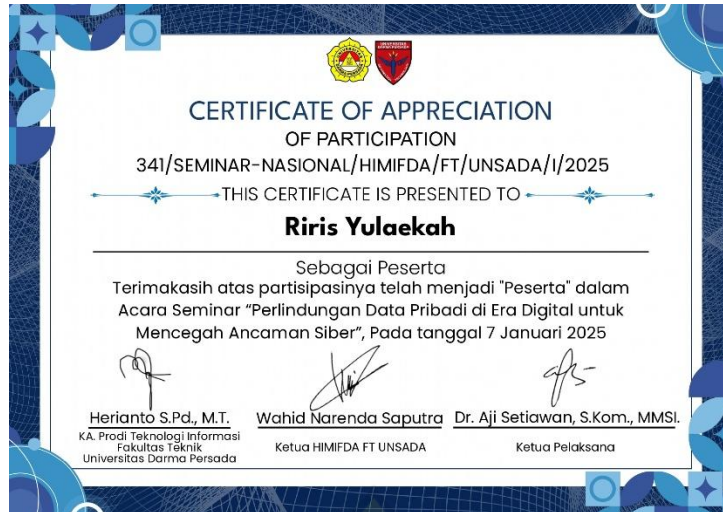 CERTIFICATE OF APPRECIATION
OF PARTICIPATION
341/SEMINAR-NASIONAL/HIMIFDA/FT/UNSADA/I/2025
THIS CERTIFICATE IS PRESENTED TO
Riris Yulaekah
Sebagai Peserta
Terimakasih atas partisipasinya telah menjadi "Peserta" dalam
Acara Seminar “Perlindungan Data Pribadi di Era Digital untuk
Mencegah Ancaman Siber”, Pada tanggal 7 Januari 2025
Herianto S.Pd., M.T. Wahid Narenda Saputra Dr. Aji Setiawan, S.Kom., MMSI.
KA. Prodi Teknologi Informasi
Fakultas Teknik
Universitas Darma Persada
Ketua HIMIFDA FT UNSADA
Ketua Pelaksana